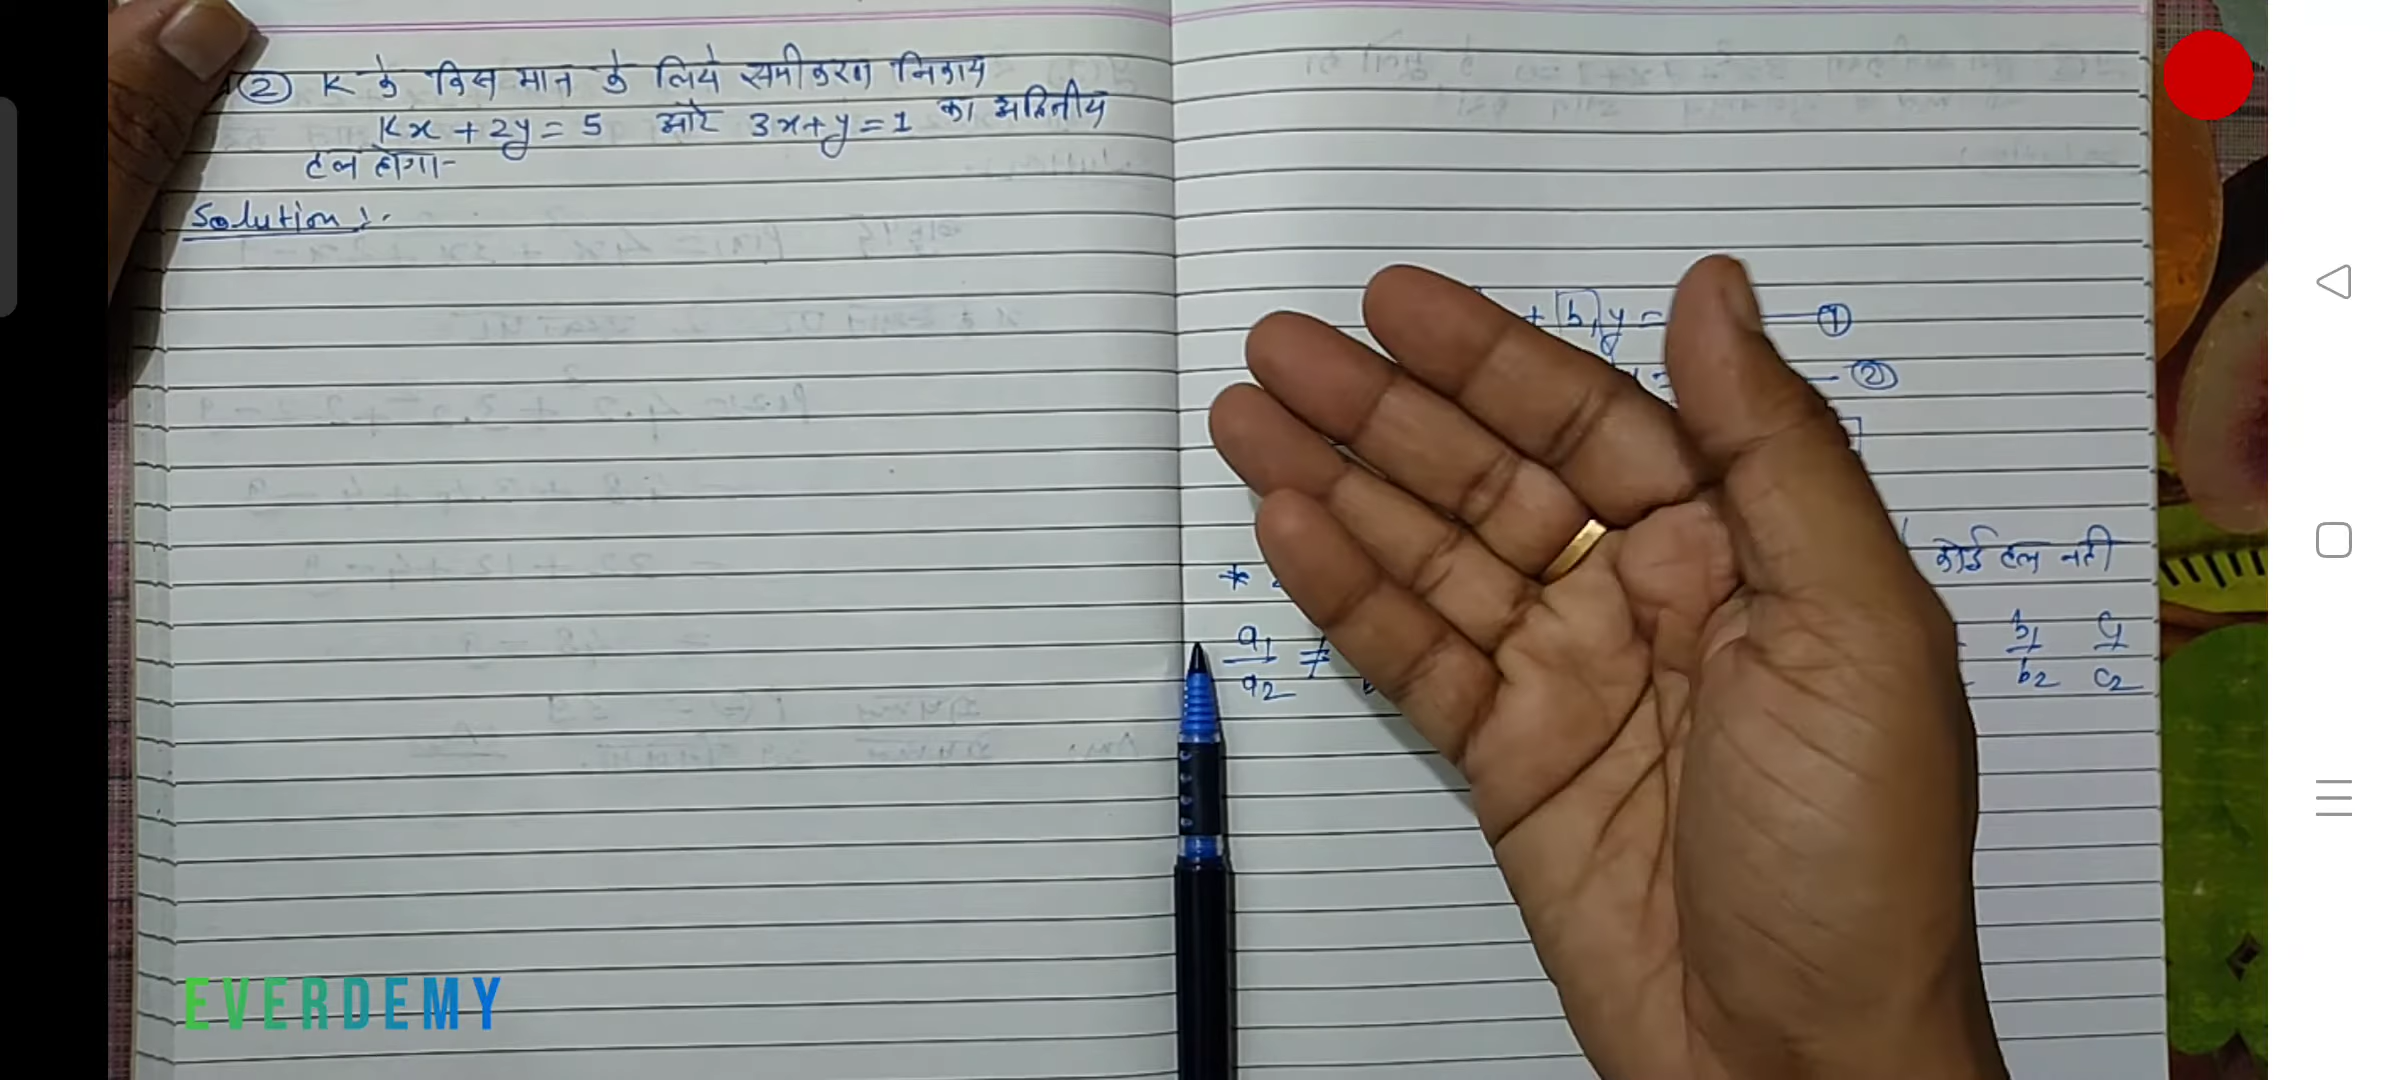 ② K के किस मान के लिये समीकरण निकाय
Kx + 2y = 5 और 3x+y=1 का अद्वितीय
हल होगा-
Solution :-
+ b₁y = ①
= ②
कोई हल नहीं
*
a₁/a₂ ≠
b₁/b₂ c₁/c₂
EVERDEMY